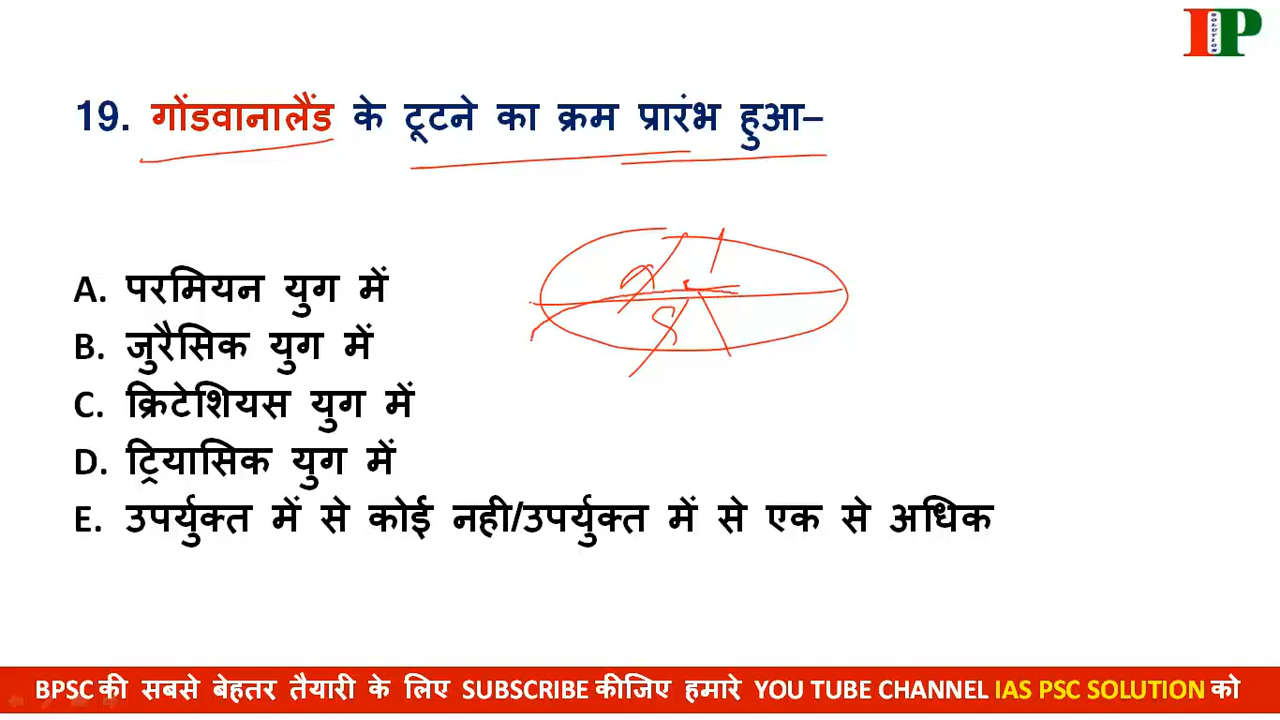 IP
SOLUTION
19. गोंडवानालैंड के टूटने का क्रम प्रारंभ हुआ–
A. परमियन युग में
B. जुरैसिक युग में
C. क्रिटेशियस युग में
D. ट्रियासिक युग में
E. उपर्युक्त में से कोई नही/उपर्युक्त में से एक से अधिक
BPSC की सबसे बेहतर तैयारी के लिए SUBSCRIBE कीजिए हमारे YOU TUBE CHANNEL IAS PSC SOLUTION को